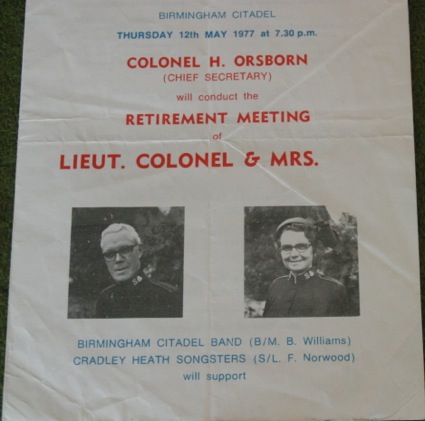 BIRMINGHAM CITADEL
THURSDAY 12th MAY 1977 at 7.30 p.m.
COLONEL H. ORSBORN
(CHIEF SECRETARY)
will conduct the
RETIREMENT MEETING
of
LIEUT. COLONEL & MRS.
BIRMINGHAM CITADEL BAND (B/M. B. Williams)
CRADLEY HEATH SONGSTERS (S/L. F. Norwood)
will support